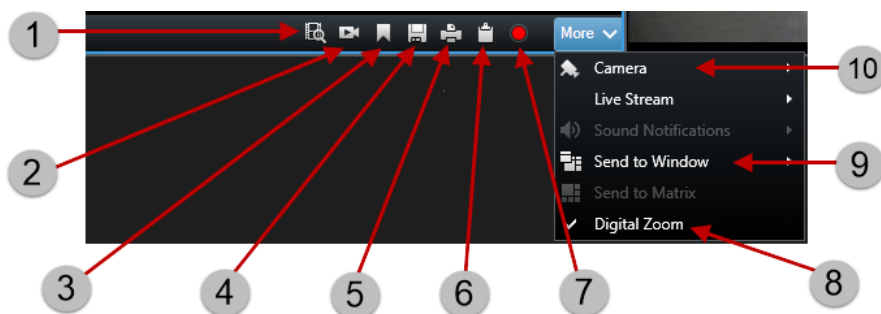 1
More
Camera
10
Live Stream
Sound Notifications
2
Send to Window
9
Send to Matrix
Digital Zoom
3
4
5
6
7
8